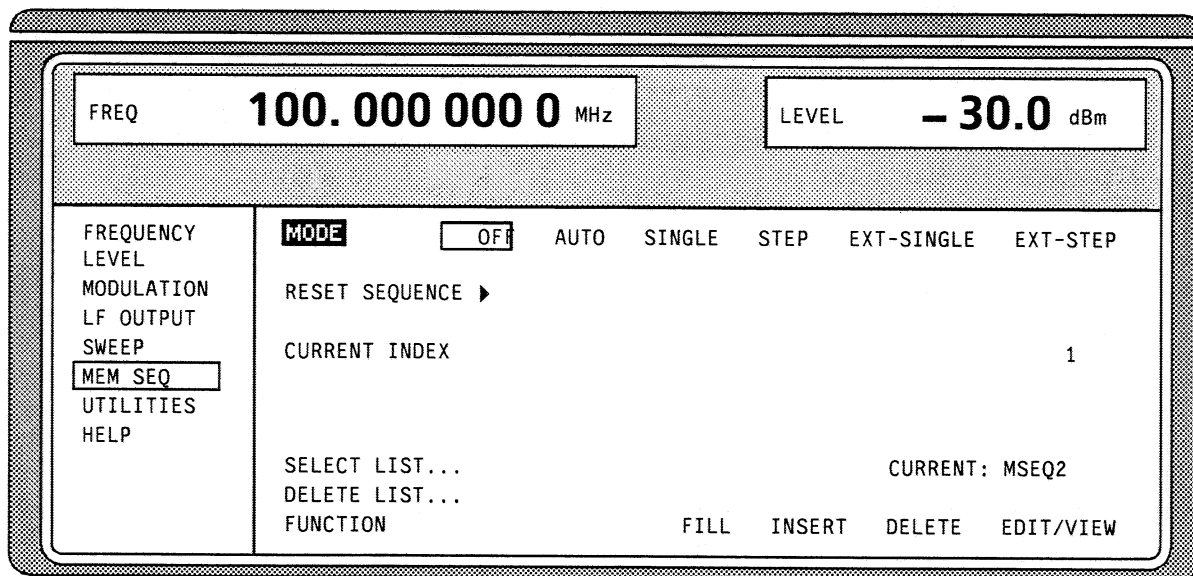 FREQ 100. 000 000 0 MHz LEVEL – 30.0 dBm
FREQUENCY
LEVEL
MODULATION
LF OUTPUT
SWEEP
MEM SEQ
UTILITIES
HELP
MODE OFF AUTO SINGLE STEP EXT-SINGLE EXT-STEP
RESET SEQUENCE
CURRENT INDEX 1
SELECT LIST... CURRENT: MSEQ2
DELETE LIST...
FUNCTION FILL INSERT DELETE EDIT/VIEW